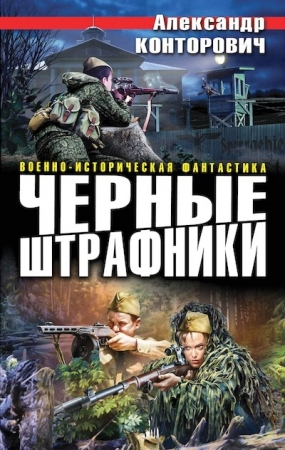 Александр
КОНТОРОВИЧ
ВОЕННО-ИСТОРИЧЕСКАЯ ФАНТАСТИКА
ЧЕРНЫЕ
ШТРАФНИКИ